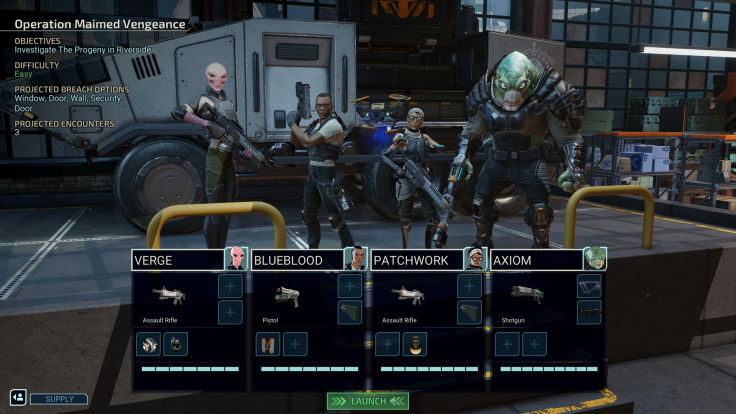 Operation Maimed Vengeance
OBJECTIVES
Investigate The Progeny in Riverside
DIFFICULTY
Easy
PROJECTED BREACH OPTIONS
Window, Door, Wall, Security
Door
PROJECTED ENCOUNTERS
3
VERGE
BLUEBLOOD
PATCHWORK
AXIOM
Assault Rifle
Pistol
Assault Rifle
Shotgun
SUPPLY
LAUNCH